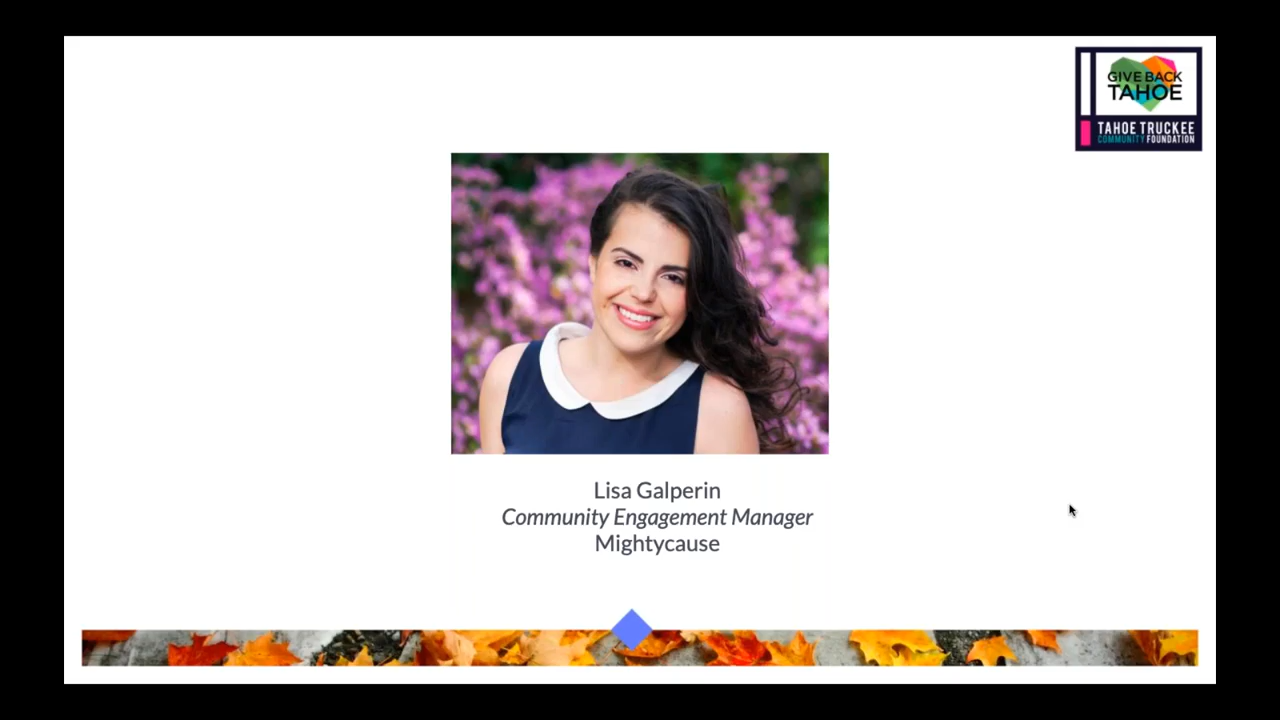 GIVE BACK
TAHOE
TAHOE TRUCKEE
COMMUNITY FOUNDATION
Lisa Galperin
Community Engagement Manager
Mightycause